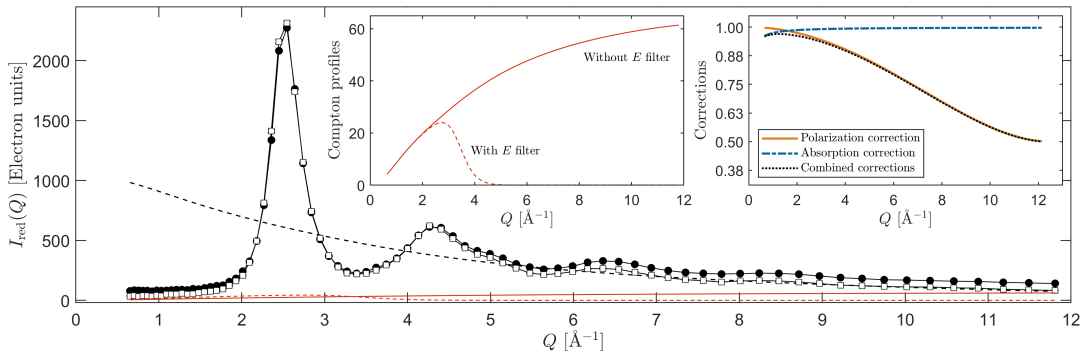 I_red(Q) [Electron units]
2000
1500
1000
500
0
0 1 2 3 4 5 6 7 8 9 10 11 12
Q [Å⁻¹]
Compton profiles
60
40
20
0
0 2 4 6 8 10 12
Q [Å⁻¹]
Without E filter
With E filter
Corrections
1.00
0.88
0.75
0.63
0.50
0.38
0 2 4 6 8 10 12
Q [Å⁻¹]
Polarization correction
Absorption correction
Combined corrections